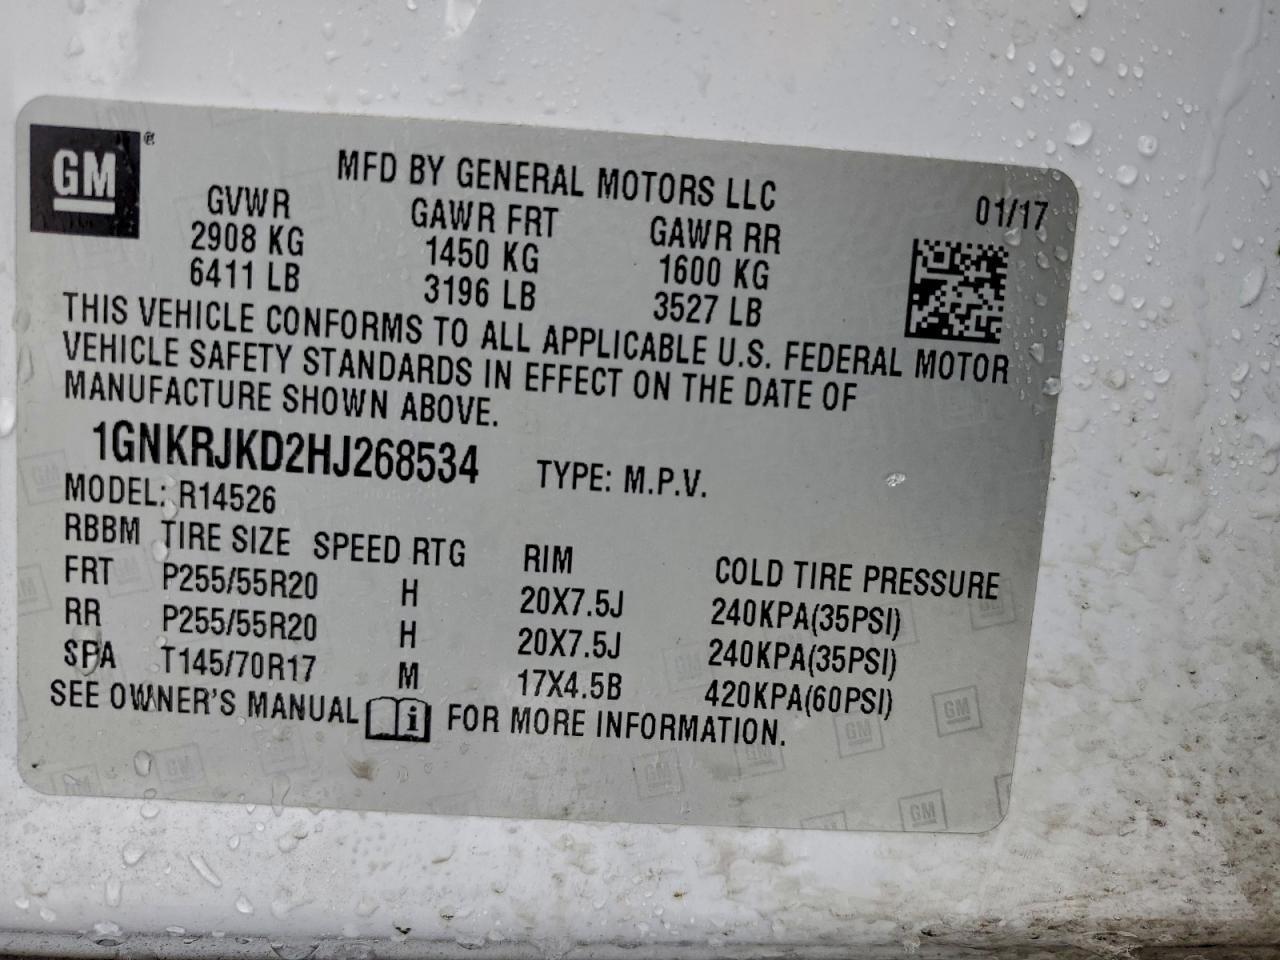 GM ®
MFD BY GENERAL MOTORS LLC
01/17
GVWR GAWR FRT GAWR RR
2908 KG 1450 KG 1600 KG
6411 LB 3196 LB 3527 LB
THIS VEHICLE CONFORMS TO ALL APPLICABLE U.S. FEDERAL MOTOR
VEHICLE SAFETY STANDARDS IN EFFECT ON THE DATE OF
MANUFACTURE SHOWN ABOVE.
1GNKRJKD2HJ268534 TYPE: M.P.V.
MODEL: R14526
RBBM TIRE SIZE SPEED RTG RIM COLD TIRE PRESSURE
FRT P255/55R20 H 20X7.5J 240KPA(35PSI)
RR P255/55R20 H 20X7.5J 240KPA(35PSI)
SPA T145/70R17 M 17X4.5B 420KPA(60PSI)
SEE OWNER'S MANUAL i FOR MORE INFORMATION.